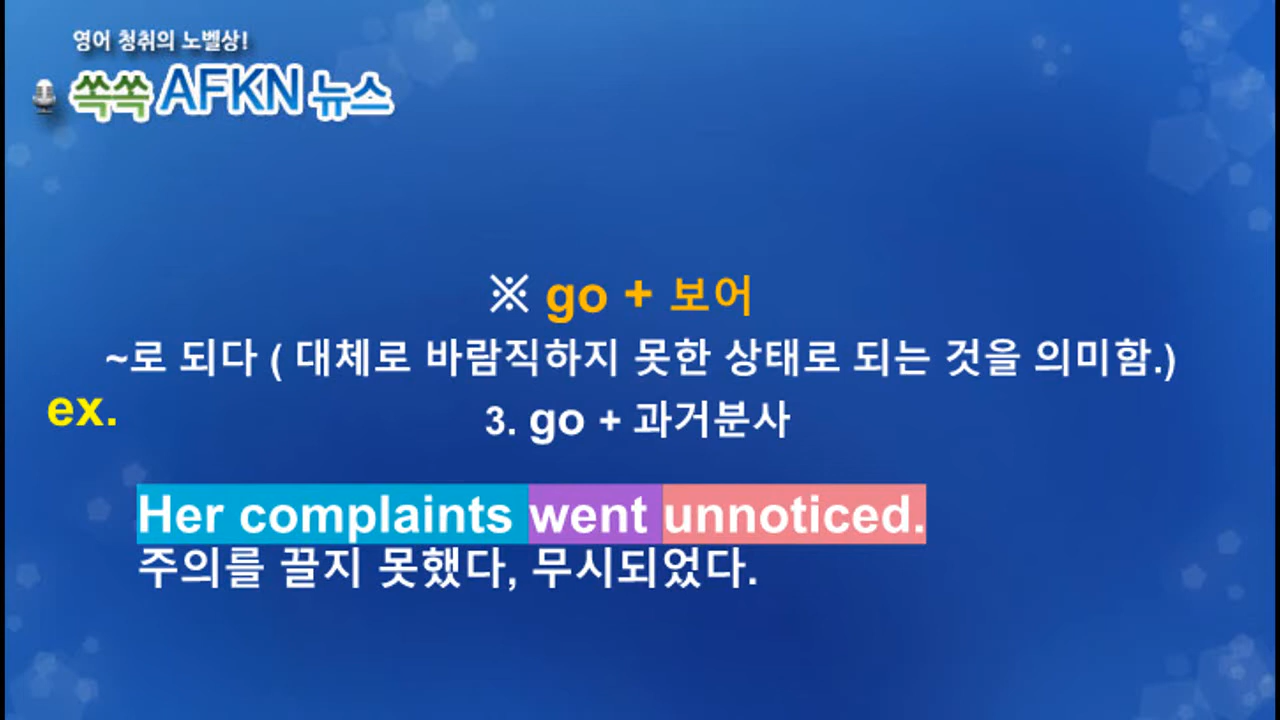 영어 청취의 노벨상!
쏙쏙 AFKN 뉴스
※ go + 보어
~로 되다 ( 대체로 바람직하지 못한 상태로 되는 것을 의미함.)
ex.
3. go + 과거분사
Her complaints went unnoticed.
주의를 끌지 못했다, 무시되었다.